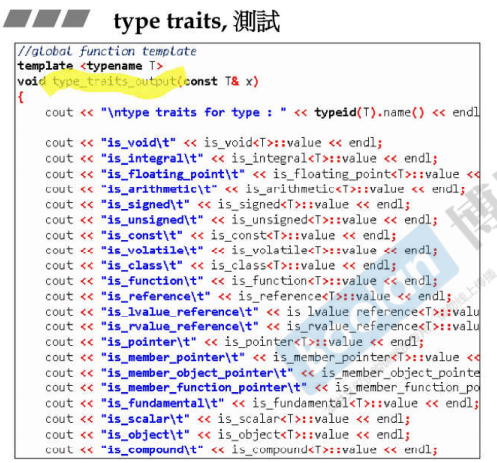 type traits, 測試
//global function template
template <typename T>
void type_traits_output(const T& x)
{
cout << "\ntype traits for type : " << typeid(T).name() << endl
cout << "is_void\t" << is_void<T>::value << endl;
cout << "is_integral\t" << is_integral<T>::value << endl;
cout << "is_floating_point\t" << is_floating_point<T>::value <<
cout << "is_arithmetic\t" << is_arithmetic<T>::value << endl;
cout << "is_signed\t" << is_signed<T>::value << endl;
cout << "is_unsigned\t" << is_unsigned<T>::value << endl;
cout << "is_const\t" << is_const<T>::value << endl;
cout << "is_volatile\t" << is_volatile<T>::value << endl;
cout << "is_class\t" << is_class<T>::value << endl;
cout << "is_function\t" << is_function<T>::value << endl;
cout << "is_reference\t" << is_reference<T>::value << endl;
cout << "is_lvalue_reference\t" << is_lvalue_reference<T>::valu
cout << "is_rvalue_reference\t" << is_rvalue_reference<T>::valu
cout << "is_pointer\t" << is_pointer<T>::value << endl;
cout << "is_member_pointer\t" << is_member_pointer<T>::value <<
cout << "is_member_object_pointer\t" << is_member_object_pointe
cout << "is_member_function_pointer\t" << is_member_function_po
cout << "is_fundamental\t" << is_fundamental<T>::value << endl;
cout << "is_scalar\t" << is_scalar<T>::value << endl;
cout << "is_object\t" << is_object<T>::value << endl;
cout << "is_compound\t" << is_compound<T>::value << endl;